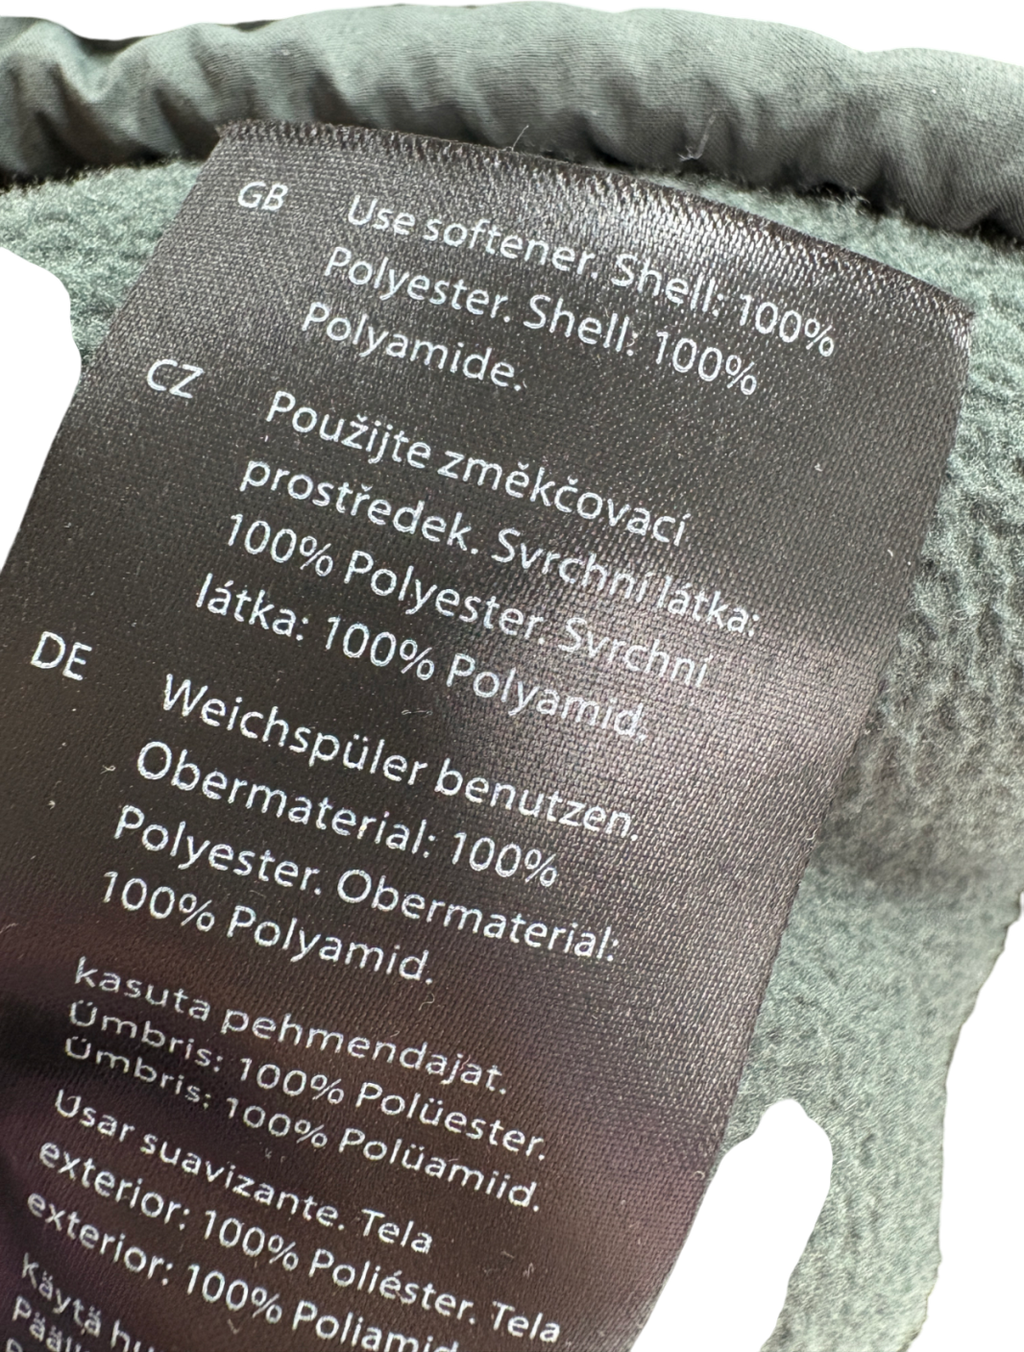 GB Use softener. Shell: 100%
Polyester. Shell: 100%
Polyamide.
CZ Použijte změkčovací
prostředek. Svrchní látka:
100% Polyester. Svrchní
látka: 100% Polyamid.
DE Weichspüler benutzen.
Obermaterial: 100%
Polyester. Obermaterial:
100% Polyamid.
kasuta pehmendajat.
Ümbris: 100% Polüester.
Ümbris: 100% Polüamiid.
Usar suavizante. Tela
exterior: 100% Poliéster. Tela
exterior: 100% Poliamid
Käytä